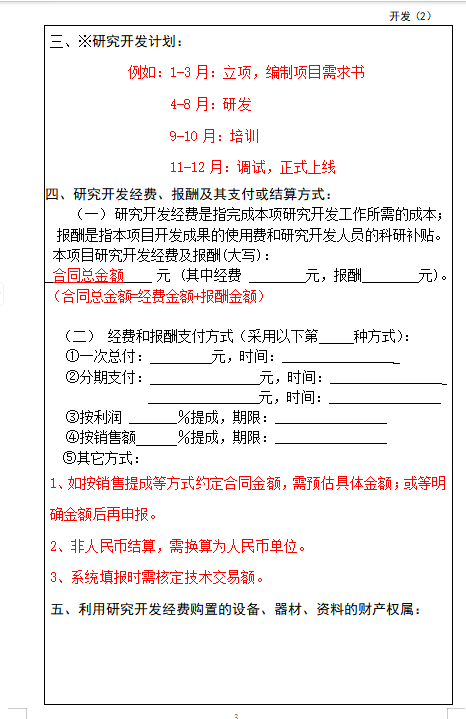 开发（2）
三、※研究开发计划：
例如：1-3 月：立项，编制项目需求书
4-8 月：研发
9-10 月：培训
11-12 月：调试，正式上线
四、研究开发经费、报酬及其支付或结算方式：
（一）研究开发经费是指完成本项研究开发工作所需的成本；
报酬是指本项目开发成果的使用费和研究开发人员的科研补贴。
本项目研究开发经费及报酬(大写)：
合同总金额____元（其中经费________元，报酬________元)。
（合同总金额=经费金额+报酬金额）
（二） 经费和报酬支付方式（采用以下第_____种方式）：
①一次总付：_________元，时间：________________
②分期支付：________________元，时间：________________
________________元，时间：________________
③按利润_______%提成，期限：________________
④按销售额______%提成，期限：________________
⑤其它方式：
1、如按销售提成等方式约定合同金额，需预估具体金额；或等明
确金额后再申报。
2、非人民币结算，需换算为人民币单位。
3、系统填报时需核定技术交易额。
五、利用研究开发经费购置的设备、器材、资料的财产权属：
3